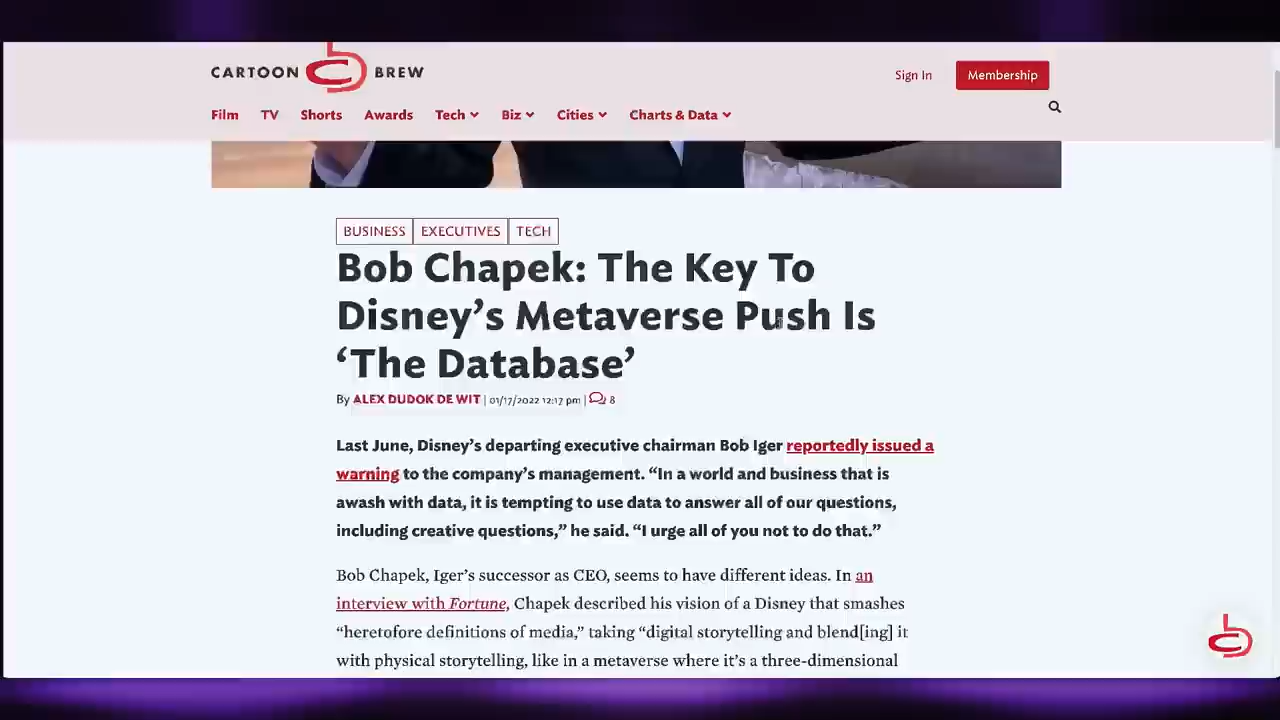 CARTOON BREW
Sign In
Membership
Film TV Shorts Awards Tech Biz Cities Charts & Data
BUSINESS EXECUTIVES TECH
Bob Chapek: The Key To
Disney’s Metaverse Push Is
‘The Database’
By ALEX DUDOK DE WIT | 01/17/2022 12:17 pm | 8
Last June, Disney’s departing executive chairman Bob Iger reportedly issued a
warning to the company’s management. “In a world and business that is
awash with data, it is tempting to use data to answer all of our questions,
including creative questions,” he said. “I urge all of you not to do that.”
Bob Chapek, Iger’s successor as CEO, seems to have different ideas. In an
interview with Fortune, Chapek described his vision of a Disney that smashes
“heretofore definitions of media,” taking “digital storytelling and blend[ing] it
with physical storytelling, like in a metaverse where it’s a three-dimensional